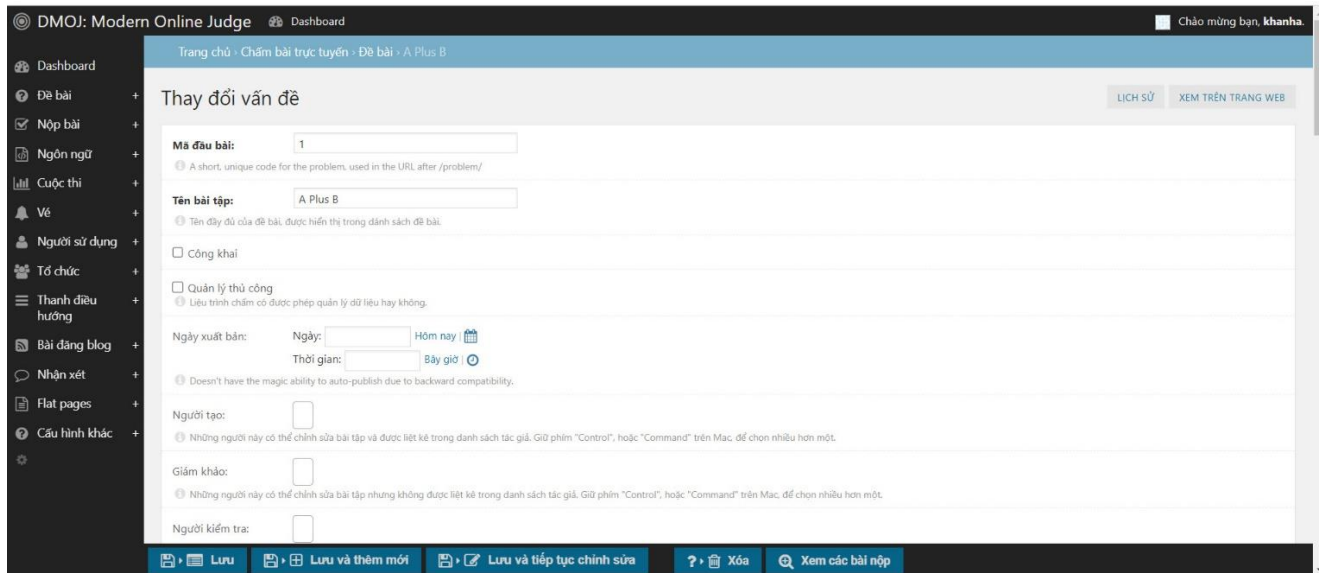 DMOJ: Modern Online Judge Dashboard Chào mừng bạn, khanha.
Trang chủ › Chấm bài trực tuyến › Đề bài › A Plus B
Dashboard
Đề bài +
Nộp bài +
Ngôn ngữ +
Cuộc thi +
Vé +
Người sử dụng +
Tổ chức +
Thanh điều +
hướng
Bài đăng blog +
Nhận xét +
Flat pages +
Cấu hình khác +
Thay đổi vấn đề
LỊCH SỬ XEM TRÊN TRANG WEB
Mã đầu bài: 1
A short, unique code for the problem, used in the URL after /problem/
Tên bài tập: A Plus B
Tên đầy đủ của đề bài, được hiển thị trong dánh sách đề bài.
Công khai
Quản lý thủ công
Liệu trình chấm có được phép quản lý dữ liệu hay không.
Ngày xuất bản: Ngày: Hôm nay |
Thời gian: Bây giờ |
Doesn't have the magic ability to auto-publish due to backward compatibility.
Người tạo:
Những người này có thể chỉnh sửa bài tập và được liệt kê trong danh sách tác giả. Giữ phím "Control", hoặc "Command" trên Mac, để chọn nhiều hơn một.
Giám khảo:
Những người này có thể chỉnh sửa bài tập nhưng không được liệt kê trong danh sách tác giả. Giữ phím "Control", hoặc "Command" trên Mac, để chọn nhiều hơn một.
Người kiểm tra:
Lưu Lưu và thêm mới Lưu và tiếp tục chỉnh sửa ? Xóa Xem các bài nộp